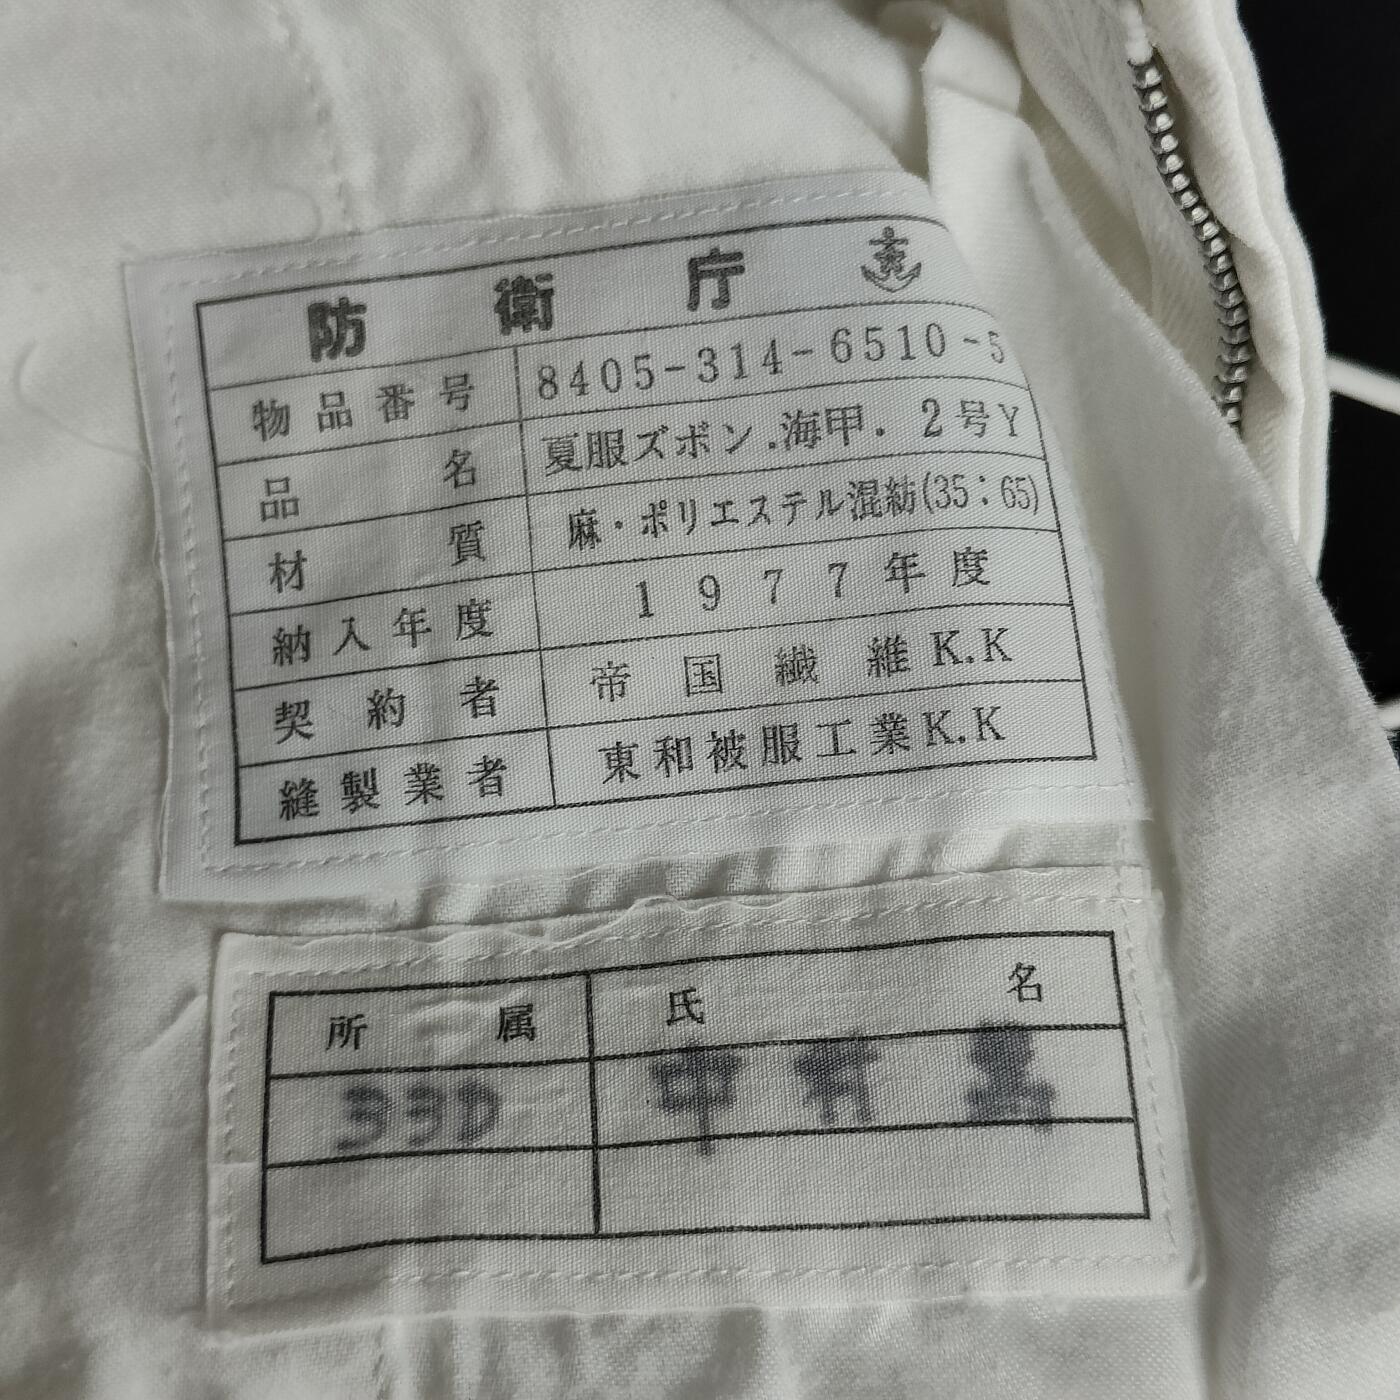 防衛庁
物品番号 8405-314-6510-5
品名 夏服ズボン.海甲. 2号Y
材質 麻・ポリエステル混紡(35:65)
納入年度 1977年度
契約者 帝国繊維K.K
縫製業者 東和被服工業K.K
所属 氏名
33D 中村